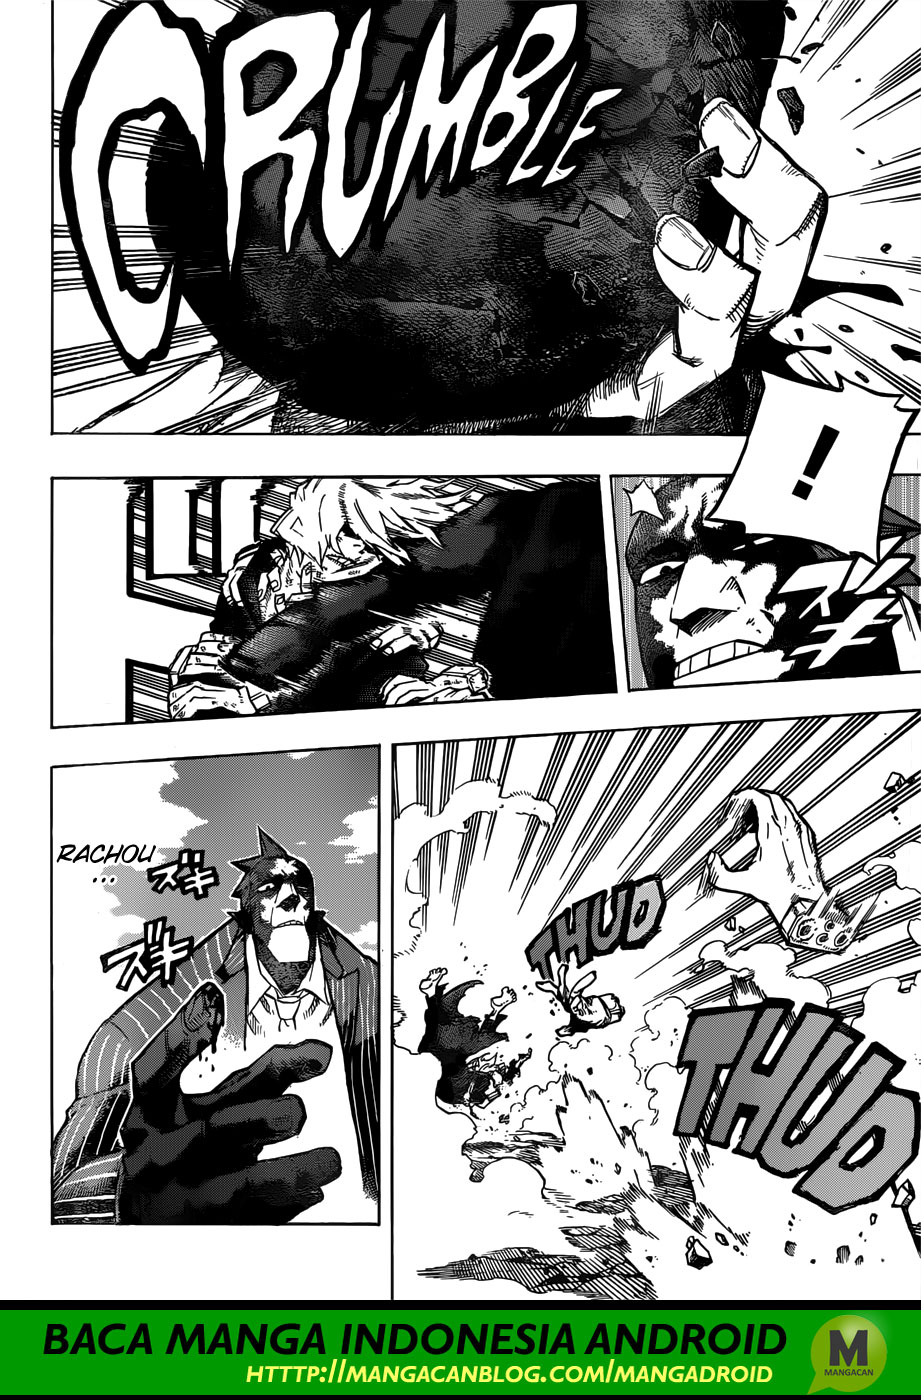 CRUMBLE
!
ズキ
THUD
THUD
RACHOU
...
ズキ
ズキ
BACA MANGA INDONESIA ANDROID
HTTTP://MANGACANBLOG.COM/MANGADROID
M
MANGACAN